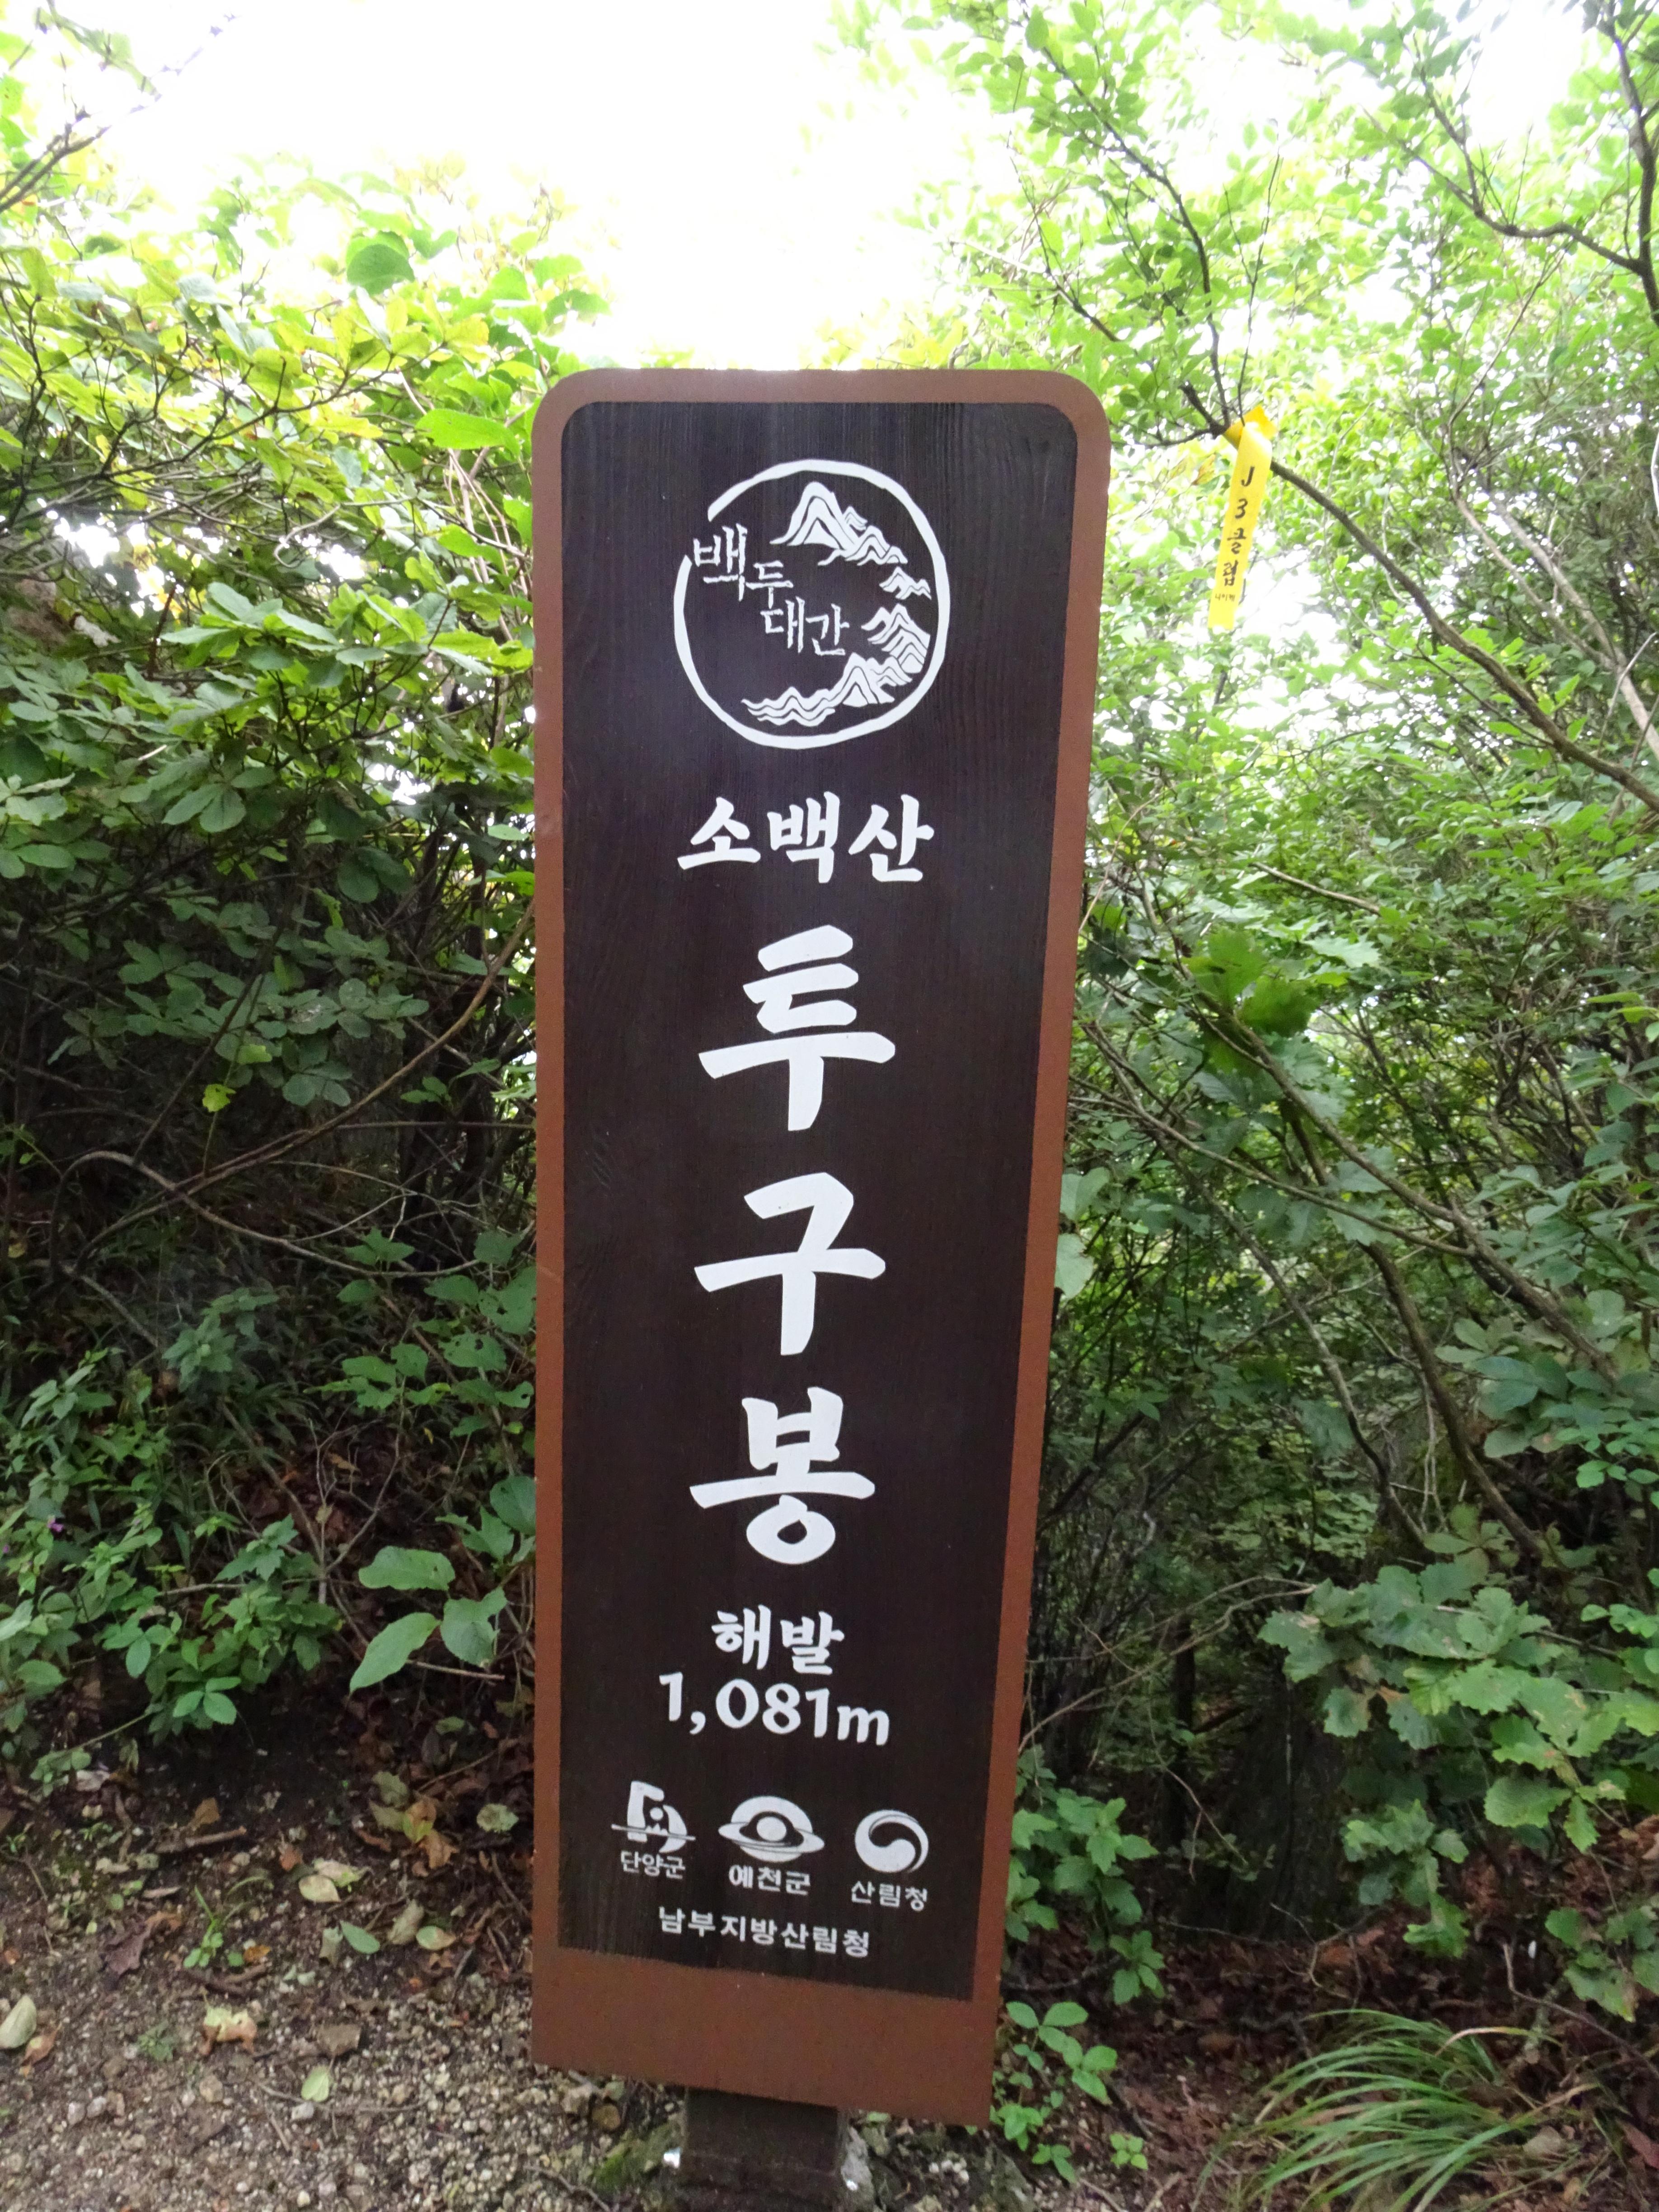 백두
대간
소백산
투
구
봉
해발
1,081m
단양군 예천군 산림청
남부지방산림청
J
3
클
럽